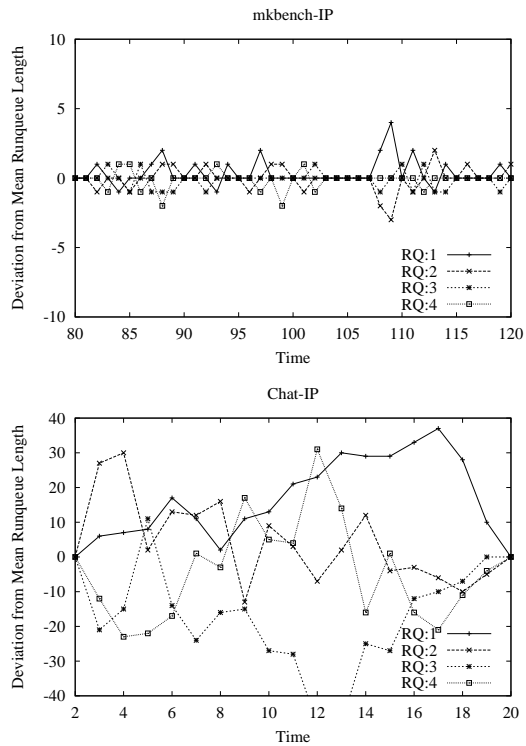 mkbench-IP
Deviation from Mean Runqueue Length
10
5
0
-5
-10
RQ:1
RQ:2
RQ:3
RQ:4
80 85 90 95 100 105 110 115 120
Time
Chat-IP
Deviation from Mean Runqueue Length
40
30
20
10
0
-10
-20
-30
-40
RQ:1
RQ:2
RQ:3
RQ:4
2 4 6 8 10 12 14 16 18 20
Time